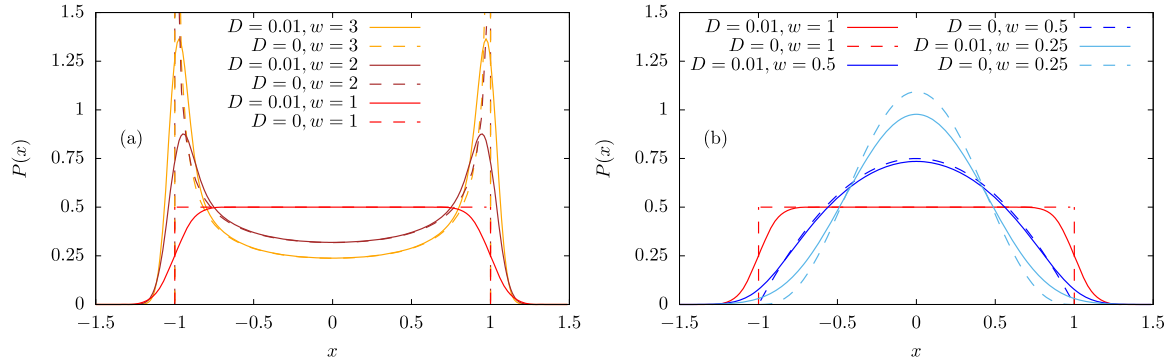 1.5
1.25
1
0.75
0.5
0.25
0
P(x)
D = 0.01, w = 3
D = 0, w = 3
D = 0.01, w = 2
D = 0, w = 2
D = 0.01, w = 1
D = 0, w = 1
(a)
−1.5 −1 −0.5 0 0.5 1 1.5
x
1.5
1.25
1
0.75
0.5
0.25
0
P(x)
D = 0.01, w = 1 D = 0, w = 0.5
D = 0, w = 1 D = 0.01, w = 0.25
D = 0.01, w = 0.5 D = 0, w = 0.25
(b)
−1.5 −1 −0.5 0 0.5 1 1.5
x